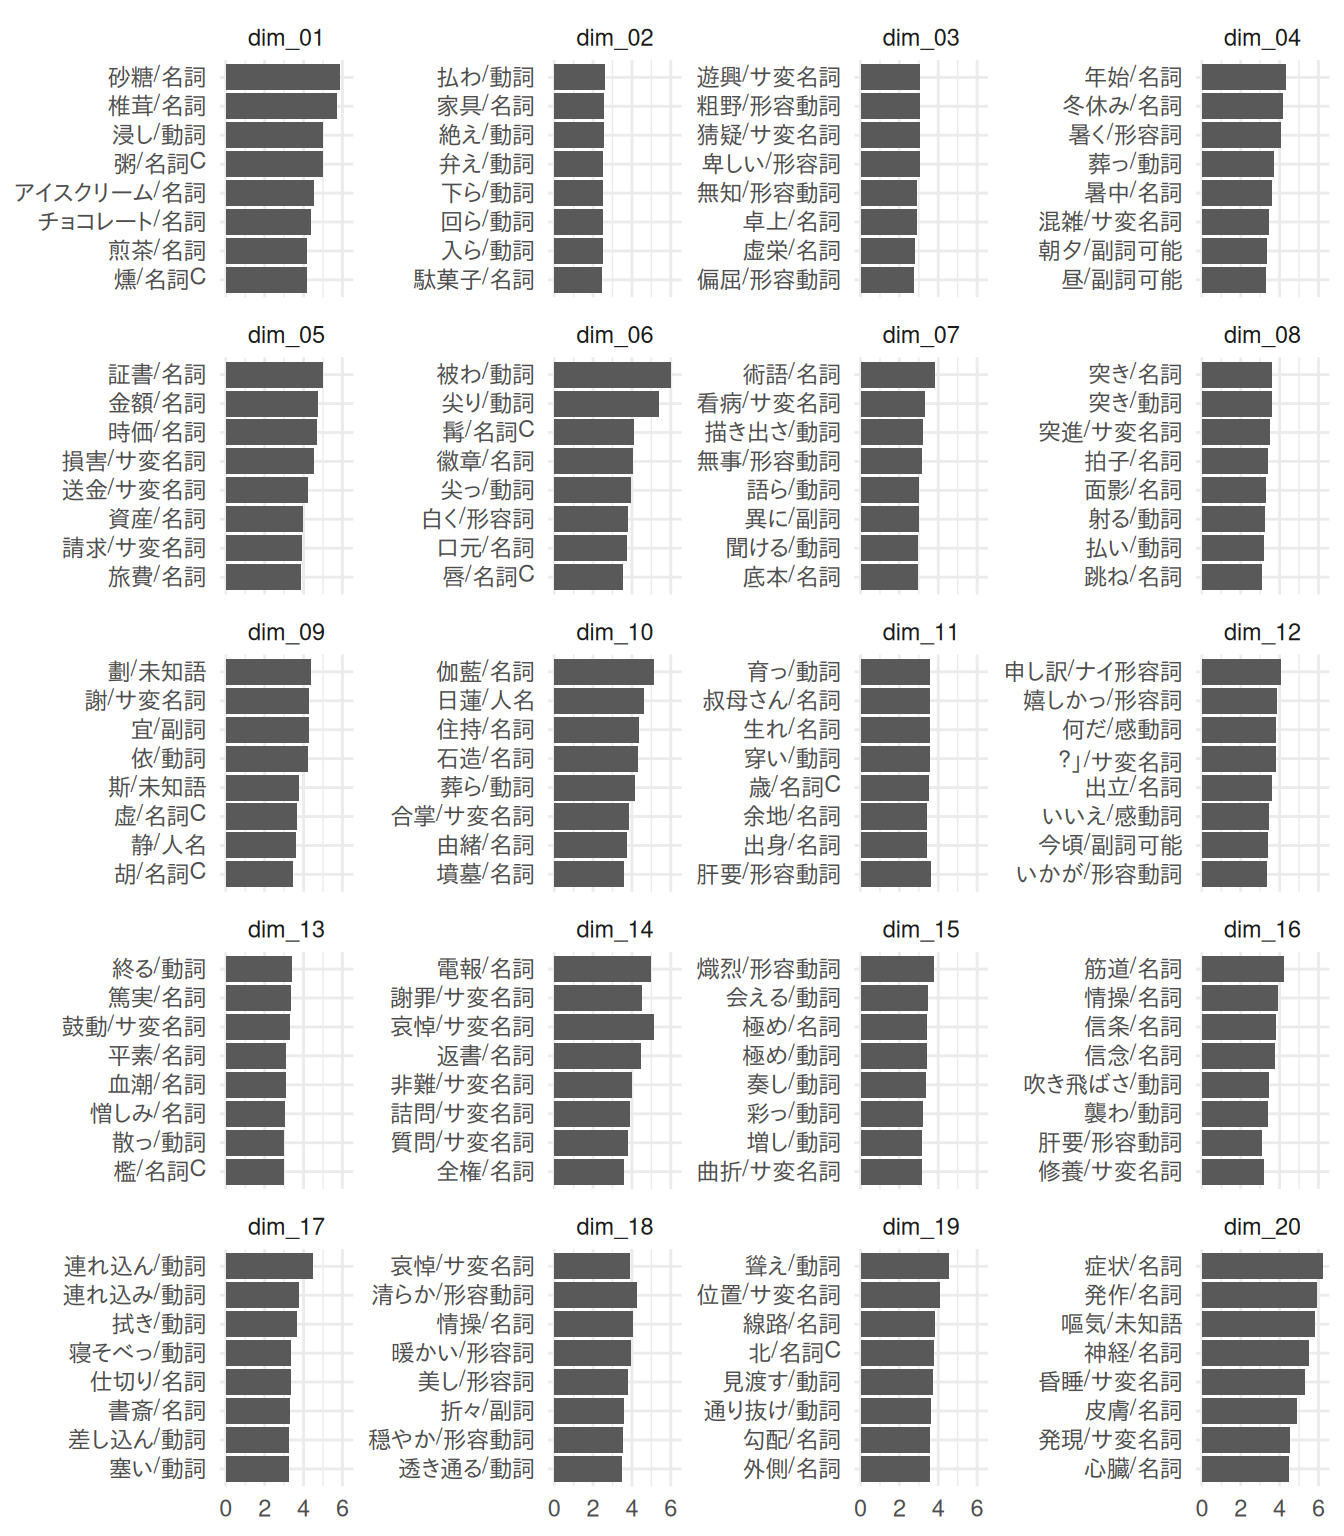 dim_01
砂糖/名詞
椎茸/名詞
浸し/動詞
粥/名詞C
アイスクリーム/名詞
チョコレート/名詞
煎茶/名詞
燻/名詞C
dim_02
払わ/動詞
家具/名詞
絶え/動詞
弁え/動詞
下ら/動詞
回ら/動詞
入ら/動詞
駄菓子/名詞
dim_03
遊興/サ変名詞
粗野/形容動詞
猜疑/サ変名詞
卑しい/形容詞
無知/形容動詞
卓上/名詞
虚栄/名詞
偏屈/形容動詞
dim_04
年始/名詞
冬休み/名詞
暑く/形容詞
葬っ/動詞
暑中/名詞
混雑/サ変名詞
朝夕/副詞可能
昼/副詞可能
dim_05
証書/名詞
金額/名詞
時価/名詞
損害/サ変名詞
送金/サ変名詞
資産/名詞
請求/サ変名詞
旅費/名詞
dim_06
被わ/動詞
尖り/動詞
髯/名詞C
徽章/名詞
尖っ/動詞
白く/形容詞
口元/名詞
唇/名詞C
dim_07
術語/名詞
看病/サ変名詞
描き出さ/動詞
無事/形容動詞
語ら/動詞
異に/副詞
聞ける/動詞
底本/名詞
dim_08
突き/名詞
突き/動詞
突進/サ変名詞
拍子/名詞
面影/名詞
射る/動詞
払い/動詞
跳ね/名詞
dim_09
劃/未知語
謝/サ変名詞
宜/副詞
依/動詞
斯/未知語
虚/名詞C
静/人名
胡/名詞C
dim_10
伽藍/名詞
日蓮/人名
住持/名詞
石造/名詞
葬ら/動詞
合掌/サ変名詞
由緒/名詞
墳墓/名詞
dim_11
育っ/動詞
叔母さん/名詞
生れ/名詞
穿い/動詞
歳/名詞C
余地/名詞
出身/名詞
肝要/形容動詞
dim_12
申し訳/ナイ形容詞
嬉しかっ/形容詞
何だ/感動詞
?」/サ変名詞
出立/名詞
いいえ/感動詞
今頃/副詞可能
いかが/形容動詞
dim_13
終る/動詞
篤実/名詞
鼓動/サ変名詞
平素/名詞
血潮/名詞
憎しみ/名詞
散っ/動詞
檻/名詞C
dim_14
電報/名詞
謝罪/サ変名詞
哀悼/サ変名詞
返書/名詞
非難/サ変名詞
詰問/サ変名詞
質問/サ変名詞
全権/名詞
dim_15
熾烈/形容動詞
会える/動詞
極め/名詞
極め/動詞
奏し/動詞
彩っ/動詞
増し/動詞
曲折/サ変名詞
dim_16
筋道/名詞
情操/名詞
信条/名詞
信念/名詞
吹き飛ばさ/動詞
襲わ/動詞
肝要/形容動詞
修養/サ変名詞
dim_17
連れ込ん/動詞
連れ込み/動詞
拭き/動詞
寝そべっ/動詞
仕切り/名詞
書斎/名詞
差し込ん/動詞
塞い/動詞
0 2 4 6
dim_18
哀悼/サ変名詞
清らか/形容動詞
情操/名詞
暖かい/形容詞
美し/形容詞
折々/副詞
穏やか/形容動詞
透き通る/動詞
0 2 4 6
dim_19
聳え/動詞
位置/サ変名詞
線路/名詞
北/名詞C
見渡す/動詞
通り抜け/動詞
勾配/名詞
外側/名詞
0 2 4 6
dim_20
症状/名詞
発作/名詞
嘔気/未知語
神経/名詞
昏睡/サ変名詞
皮膚/名詞
発現/サ変名詞
心臓/名詞
0 2 4 6